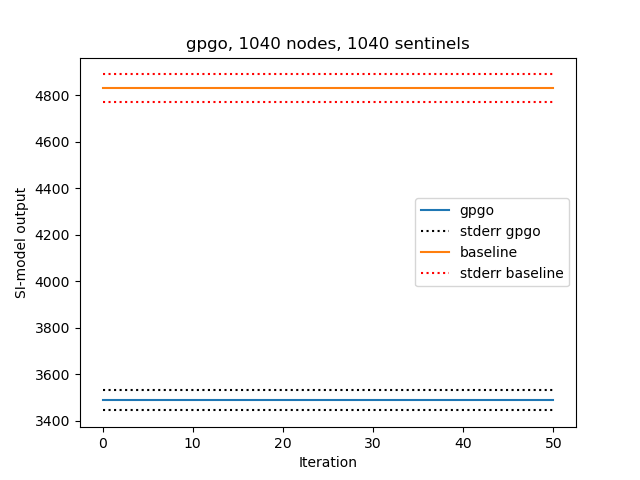 gpgo, 1040 nodes, 1040 sentinels
SI-model output
4800
4600
4400
4200
4000
3800
3600
3400
gpgo
stderr gpgo
baseline
stderr baseline
0 10 20 30 40 50
Iteration